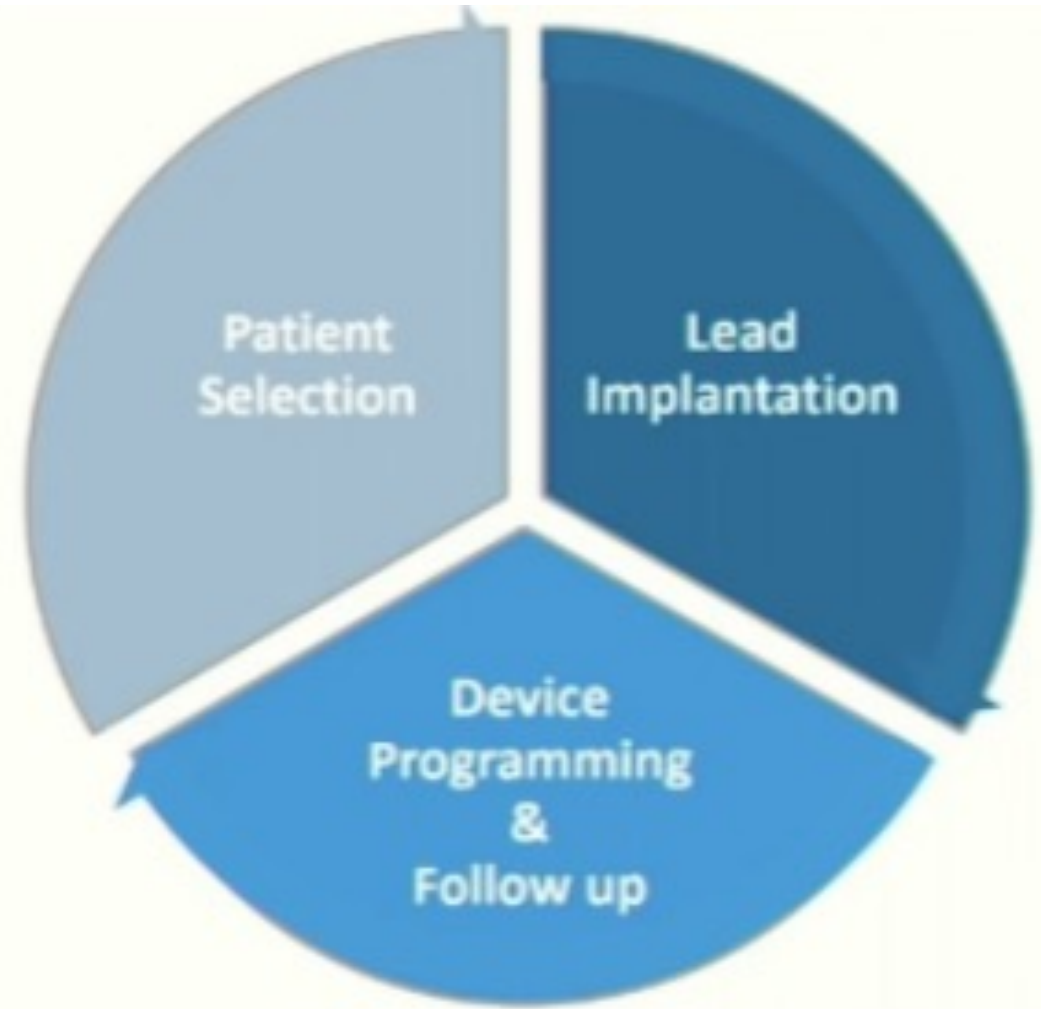 Patient
Selection
Lead
Implantation
Device
Programming
&
Follow up